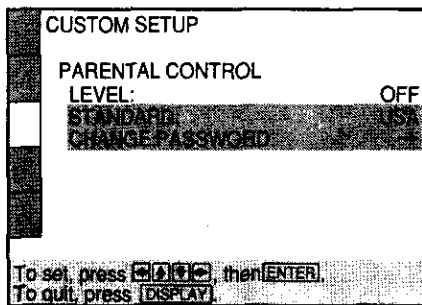 CUSTOM SETUP
PARENTAL CONTROL
LEVEL: OFF
STANDARD: USA
CHANGE PASSWORD →
To set, press ←↑↓→, then ENTER.
To quit, press DISPLAY.